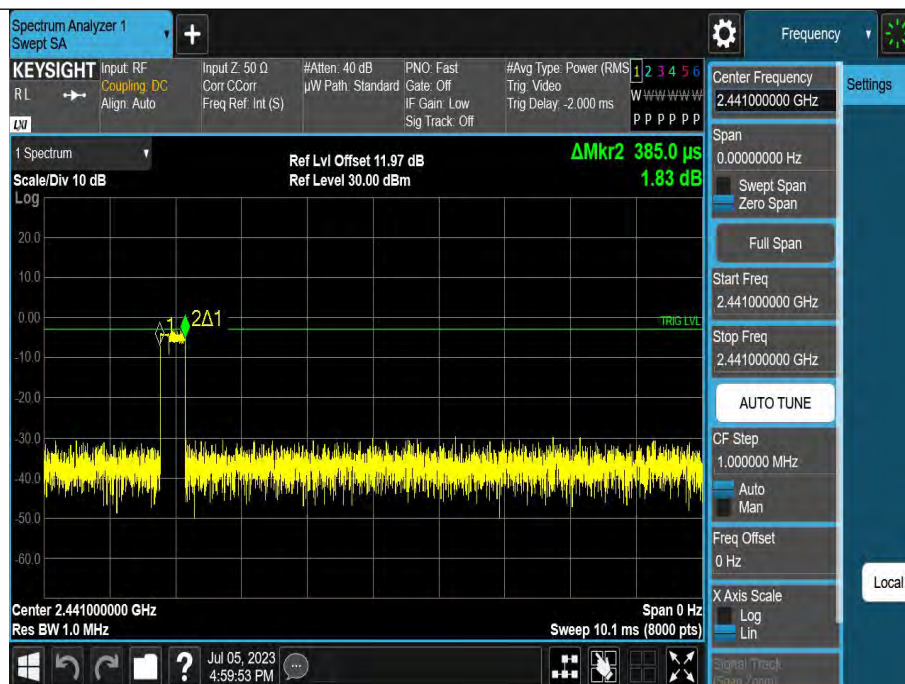 Spectrum Analyzer 1
Swept SA
Frequency
KEYSIGHT
RL
LXI
Input: RF
Coupling: DC
Align: Auto
Input Z: 50 Ω
Corr CCorr
Freq Ref: Int (S)
#Atten: 40 dB
µW Path: Standard
PNO: Fast
Gate: Off
IF Gain: Low
Sig Track: Off
#Avg Type: Power (RMS
Trig: Video
Trig Delay: -2.000 ms
1 2 3 4 5 6
W W W W W W
P P P P P P
1 Spectrum
Scale/Div 10 dB
Ref Lvl Offset 11.97 dB
Ref Level 30.00 dBm
ΔMkr2 385.0 µs
1.83 dB
Log
20.0
10.0
0.00
-10.0
-20.0
-30.0
-40.0
-50.0
-60.0
1
2Δ1
TRIG LVL
Center 2.441000000 GHz
Res BW 1.0 MHz
Span 0 Hz
Sweep 10.1 ms (8000 pts)
Jul 05, 2023
4:59:53 PM
Center Frequency
2.441000000 GHz
Settings
Span
0.00000000 Hz
Swept Span
Zero Span
Full Span
Start Freq
2.441000000 GHz
Stop Freq
2.441000000 GHz
AUTO TUNE
CF Step
1.000000 MHz
Auto
Man
Freq Offset
0 Hz
Local
X Axis Scale
Log
Lin
Signal Track
(Span Zoom)